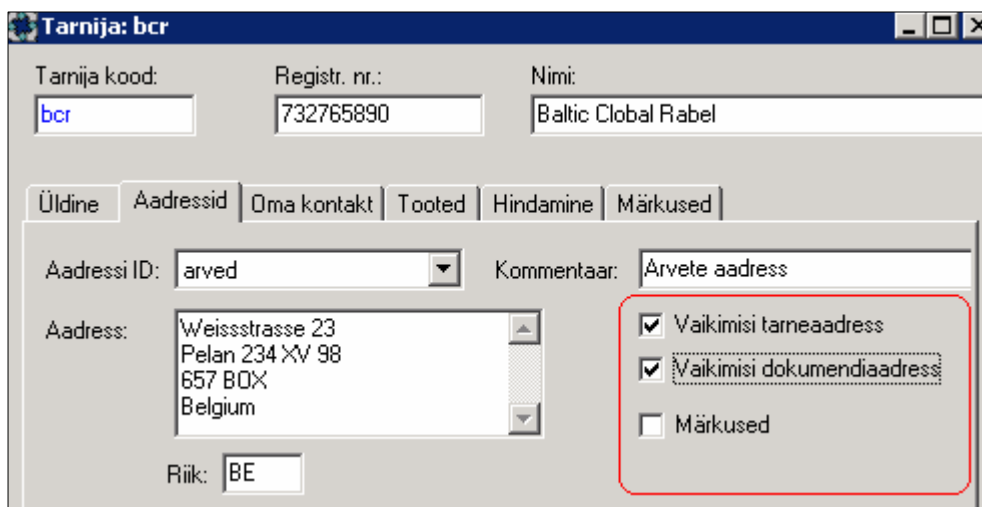 Tarnija: bcr
Tarnija kood: Registr. nr.: Nimi:
bcr 732765890 Baltic Clobal Rabel
Üldine Aadressid Oma kontakt Tooted Hindamine Märkused
Aadressi ID: arved Kommentaar: Arvete aadress
Aadress: Weissstrasse 23 Vaikimisi tarneaadress
Pelan 234 XV 98
657 BOX Vaikimisi dokumendiaadress
Belgium Märkused
Riik: BE